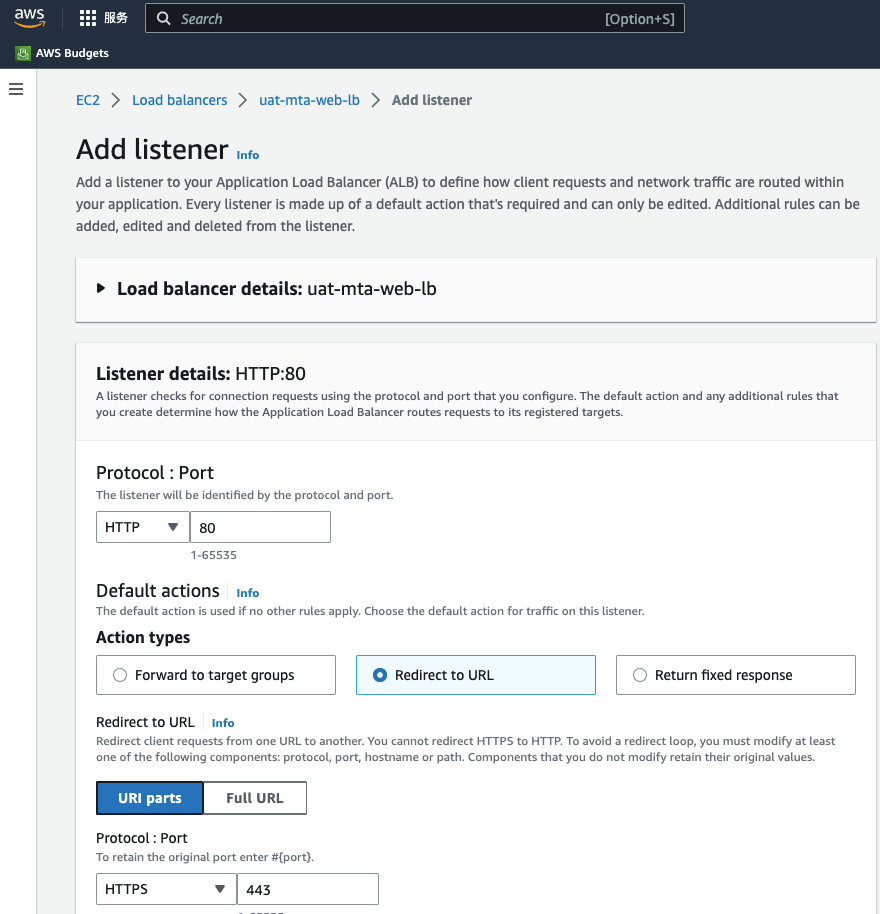 aws
服务
Search
[Option+S]
AWS Budgets
EC2 > Load balancers > uat-mta-web-lb > Add listener
Add listener Info
Add a listener to your Application Load Balancer (ALB) to define how client requests and network traffic are routed within
your application. Every listener is made up of a default action that's required and can only be edited. Additional rules can be
added, edited and deleted from the listener.
Load balancer details: uat-mta-web-lb
Listener details: HTTP:80
A listener checks for connection requests using the protocol and port that you configure. The default action and any additional rules that
you create determine how the Application Load Balancer routes requests to its registered targets.
Protocol : Port
The listener will be identified by the protocol and port.
HTTP 80
1-65535
Default actions Info
The default action is used if no other rules apply. Choose the default action for traffic on this listener.
Action types
Forward to target groups
Redirect to URL
Return fixed response
Redirect to URL Info
Redirect client requests from one URL to another. You cannot redirect HTTPS to HTTP. To avoid a redirect loop, you must modify at least
one of the following components: protocol, port, hostname or path. Components that you do not modify retain their original values.
URI parts
Full URL
Protocol : Port
To retain the original port enter #{port}.
HTTPS 443